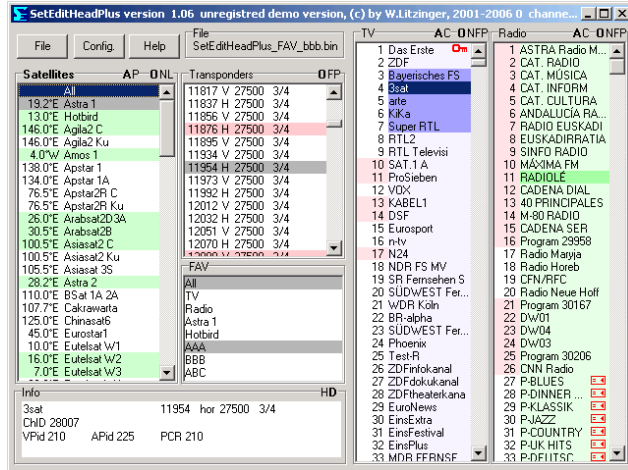 SetEditHeadPlus version 1.06 unregistred demo version, (c) by W.Litzinger, 2001-2006 0 channe...
File Config. Help
File
SetEditHeadPlus_FAV_bbb.bin
Satellites AP ONL
All
19.2°E Astra 1
13.0°E Hotbird
146.0°E Agila2 C
146.0°E Agila2 Ku
4.0°W Amos 1
138.0°E Apstar 1
134.0°E Apstar 1A
76.5°E Apstar2R C
76.5°E Apstar2R Ku
26.0°E Arabsat2D3A
30.5°E Arabsat2B
100.5°E Asiasat2 C
100.5°E Asiasat2 Ku
105.5°E Asiasat 3S
28.2°E Astra 2
110.0°E BSat 1A 2A
107.7°E Cakrawarta
125.0°E Chinasat6
45.0°E Eurostar1
10.0°E Eutelsat W1
16.0°E Eutelsat W2
7.0°E Eutelsat W3
Transponders OFP
11817 V 27500 3/4
11837 H 27500 3/4
11856 V 27500 3/4
11876 H 27500 3/4
11895 V 27500 3/4
11934 V 27500 3/4
11954 H 27500 3/4
11973 V 27500 3/4
11992 H 27500 3/4
12012 V 27500 3/4
12032 H 27500 3/4
12051 V 27500 3/4
12070 H 27500 3/4
12090 V 27500 3/4
FAV
All
TV
Radio
Astra 1
Hotbird
AAA
BBB
ABC
Info HD
3sat 11954 hor 27500 3/4
ChID 28007
VPid 210 APid 225 PCR 210
TV AC ONFP
1 Das Erste
2 ZDF
3 Bayerisches FS
4 3sat
5 arte
6 KiKa
7 Super RTL
8 RTL2
9 RTL Televisi
10 SAT.1 A
11 ProSieben
12 VOX
13 KABEL1
14 DSF
15 Eurosport
16 n-tv
17 N24
18 NDR FS MV
19 SR Fernsehen S
20 SÜDWEST Fer...
21 WDR Köln
22 BR-alpha
23 SÜDWEST Fer...
24 Phoenix
25 Test-R
26 ZDFinfokanal
27 ZDFdokukanal
28 ZDFtheaterkana
29 EuroNews
30 EinsExtra
31 EinsFestival
32 EinsPlus
33 MDR FERNSE
Radio AC ONFP
1 ASTRA Radio M...
2 CAT. RADIO
3 CAT. MÚSICA
4 CAT. INFORM
5 CAT. CULTURA
6 ANDALUCÍA RA...
7 RADIO EUSKADI
8 EUSKADIRRATIA
9 SINFO RADIO
10 MÁXIMA FM
11 RADIOLÉ
12 CADENA DIAL
13 40 PRINCIPALES
14 M-80 RADIO
15 CADENA SER
16 Program 29958
17 Radio Maryja
18 Radio Horeb
19 CFN/RFC
20 Radio Neue Hoff
21 Program 30167
22 DW01
23 DW04
24 DW03
25 Program 30206
26 CNN Radio
27 P-BLUES
28 P-DINNER ...
29 P-KLASSIK
30 P-JAZZ
31 P-COUNTRY
32 P-UK HITS
33 P-DEUTSC